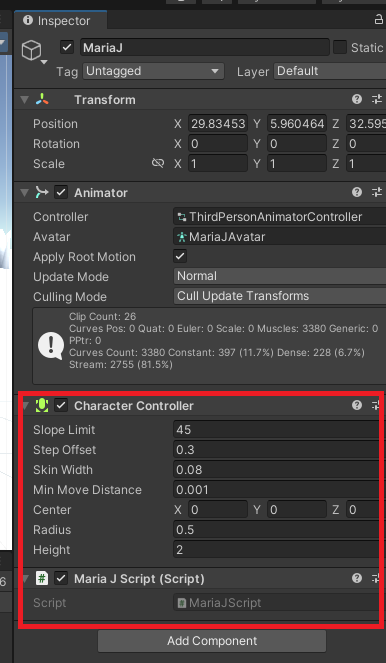 Inspector
MariaJ
Static
Tag Untagged Layer Default
Transform
Position X 29.83453 Y 5.960464 Z 32.595
Rotation X 0 Y 0 Z 0
Scale X 1 Y 1 Z 1
Animator
Controller ThirdPersonAnimatorController
Avatar MariaJAvatar
Apply Root Motion
Update Mode Normal
Culling Mode Cull Update Transforms
Clip Count: 26
Curves Pos: 0 Quat: 0 Euler: 0 Scale: 0 Muscles: 3380 Generic: 0
PPtr: 0
Curves Count: 3380 Constant: 397 (11.7%) Dense: 228 (6.7%)
Stream: 2755 (81.5%)
Character Controller
Slope Limit 45
Step Offset 0.3
Skin Width 0.08
Min Move Distance 0.001
Center X 0 Y 0 Z 0
Radius 0.5
Height 2
6
# Maria J Script (Script)
Script MariaJScript
Add Component